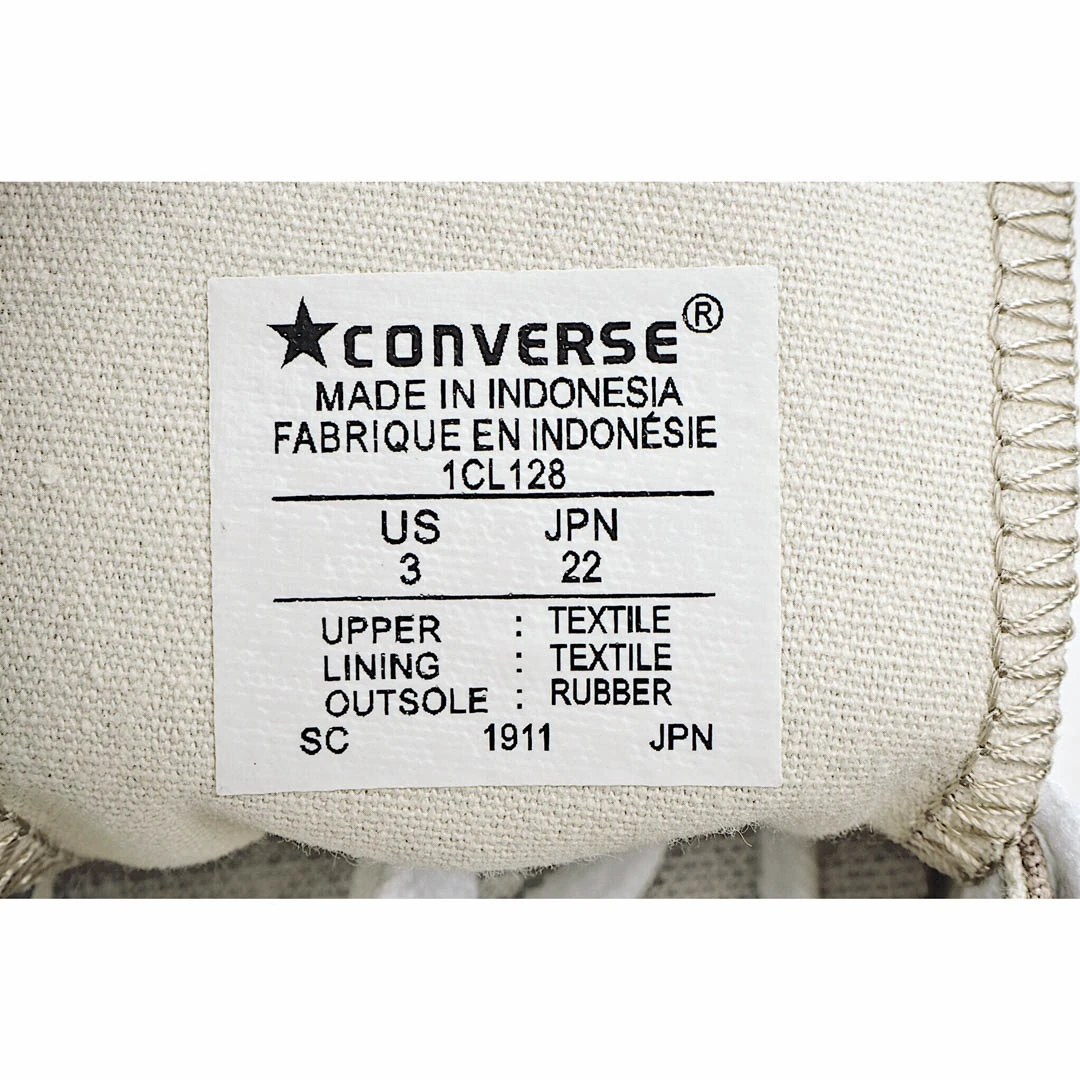 ★CONVERSE®
MADE IN INDONESIA
FABRIQUE EN INDONÉSIE
1CL128
US JPN
3 22
UPPER : TEXTILE
LINING : TEXTILE
OUTSOLE : RUBBER
SC 1911 JPN